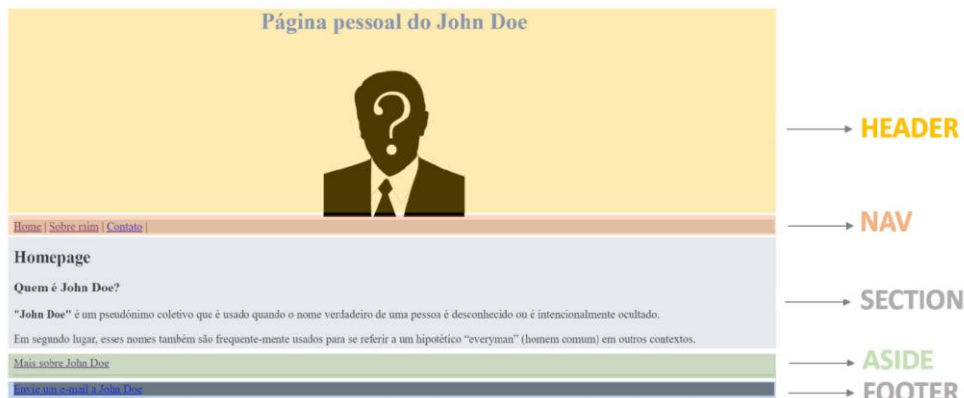 Página pessoal do John Doe
?
HEADER
Home | Sobre mim | Contato |
NAV
Homepage
Quem é John Doe?
"John Doe" é um pseudónimo coletivo que é usado quando o nome verdadeiro de uma pessoa é desconhecido ou é intencionalmente ocultado.
SECTION
Em segundo lugar, esses nomes também são frequente-mente usados para se referir a um hipotético “everyman” (homem comum) em outros contextos.
Mais sobre John Doe
ASIDE
Envie um e-mail a John Doe
FOOTER